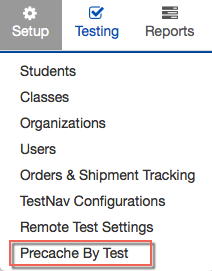 Setup Testing Reports
Students
Classes
Organizations
Users
Orders & Shipment Tracking
TestNav Configurations
Remote Test Settings
Precache By Test